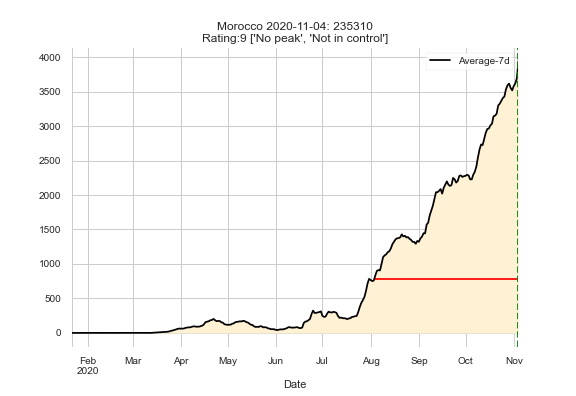 Morocco 2020-11-04: 235310
Rating:9 ['No peak', 'Not in control']
Average-7d
4000
3500
3000
2500
2000
1500
1000
500
0
Feb Mar Apr May Jun Jul Aug Sep Oct Nov
2020
Date